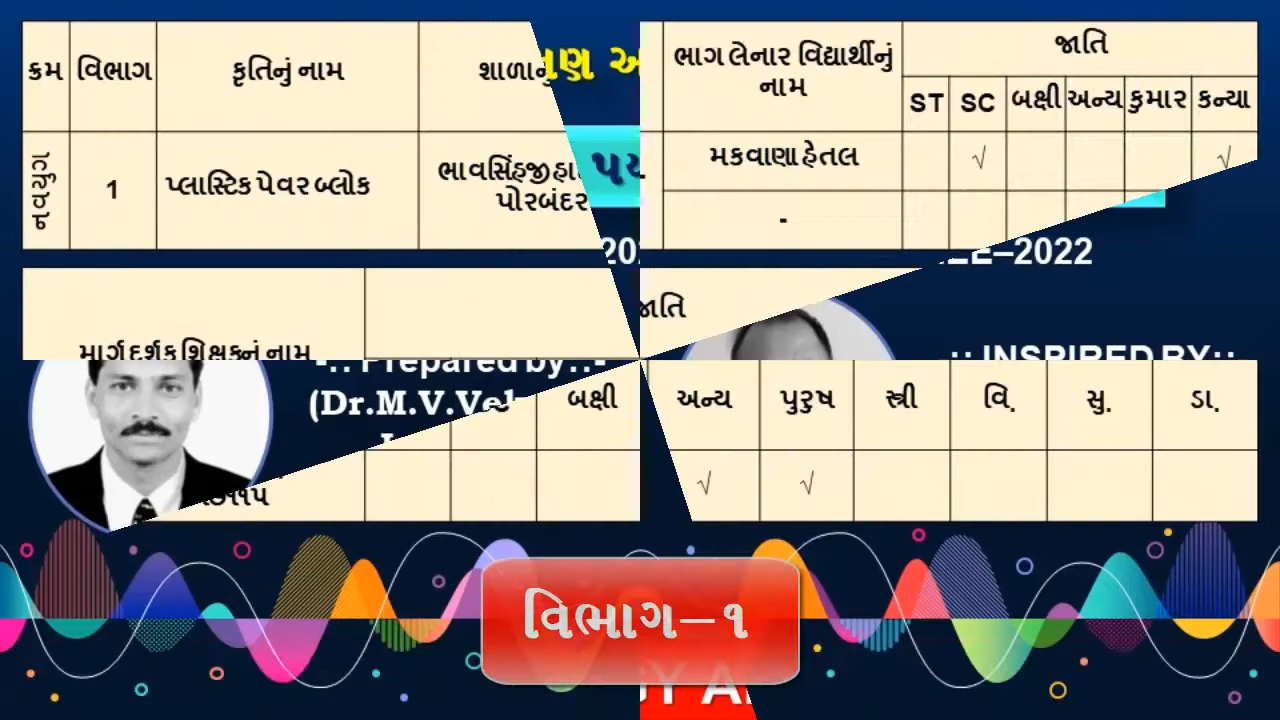 ક્રમ વિભાગ કૃતિનું નામ
ભાગ લેનાર વિદ્યાર્થીનું
નામ
જાતિ
ST SC બક્ષી અન્ય કુમાર કન્યા
નવયુગ 1 પ્લાસ્ટિક પેવર બ્લોક
ભાવસિંહજી
પોરબંદર
મકવાણા હેતલ √ √
-
–2022
જાતિ
માર્ગદર્શક શિક્ષકનું નામ
-:: Prepared by::-
:: INSPIRED BY::
(Dr.M.V.
બક્ષી અન્ય પુરુષ સ્ત્રી વિ. સુ. ડા.
√ √
વિભાગ–૧